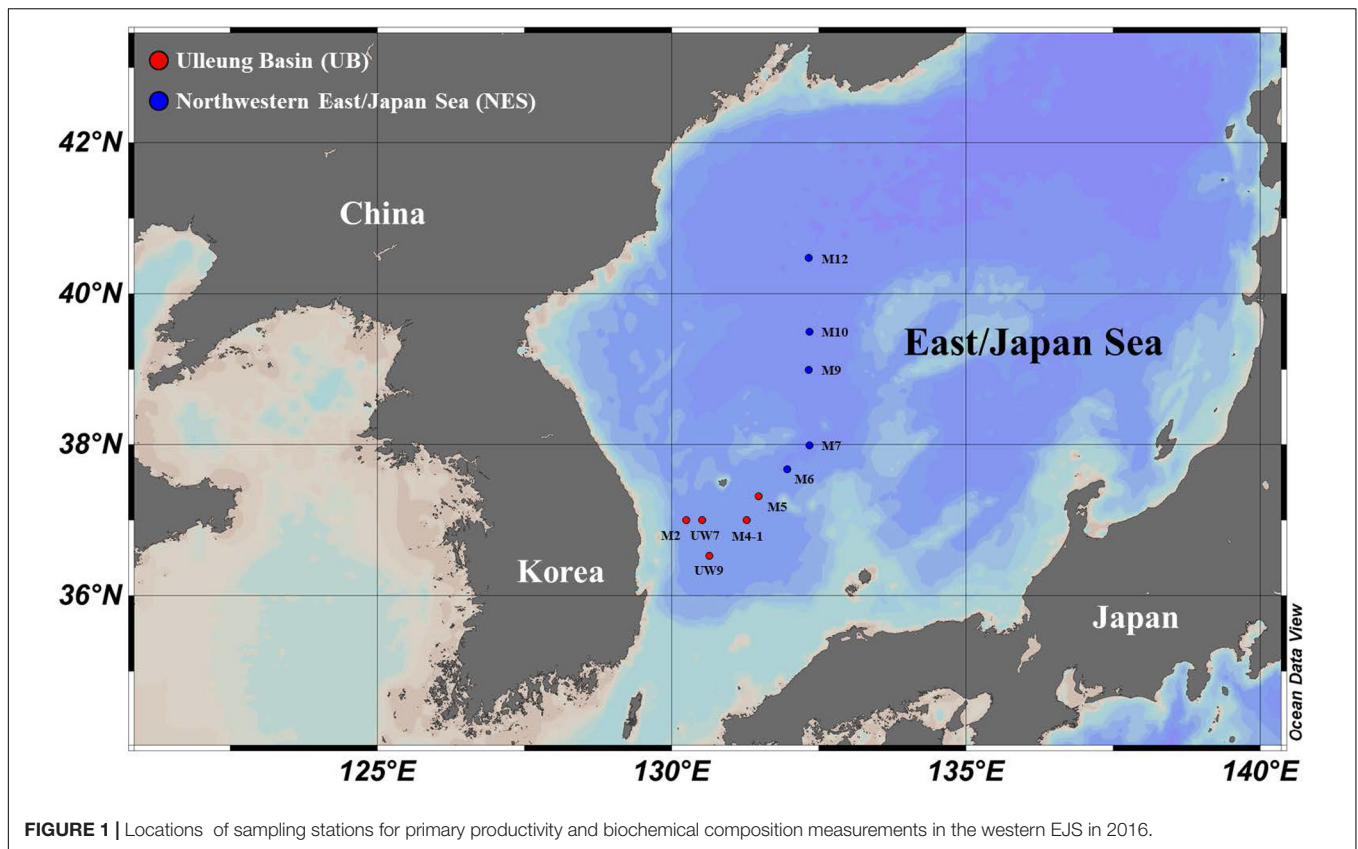 Ulleung Basin (UB)
Northwestern East/Japan Sea (NES)
42°N
40°N
38°N
36°N
China
Korea
East/Japan Sea
Japan
M12
M10
M9
M7
M6
M5
M2
UW7
M4-1
UW9
125°E
130°E
135°E
140°E
Ocean Data View
FIGURE 1 | Locations of sampling stations for primary productivity and biochemical composition measurements in the western EJS in 2016.